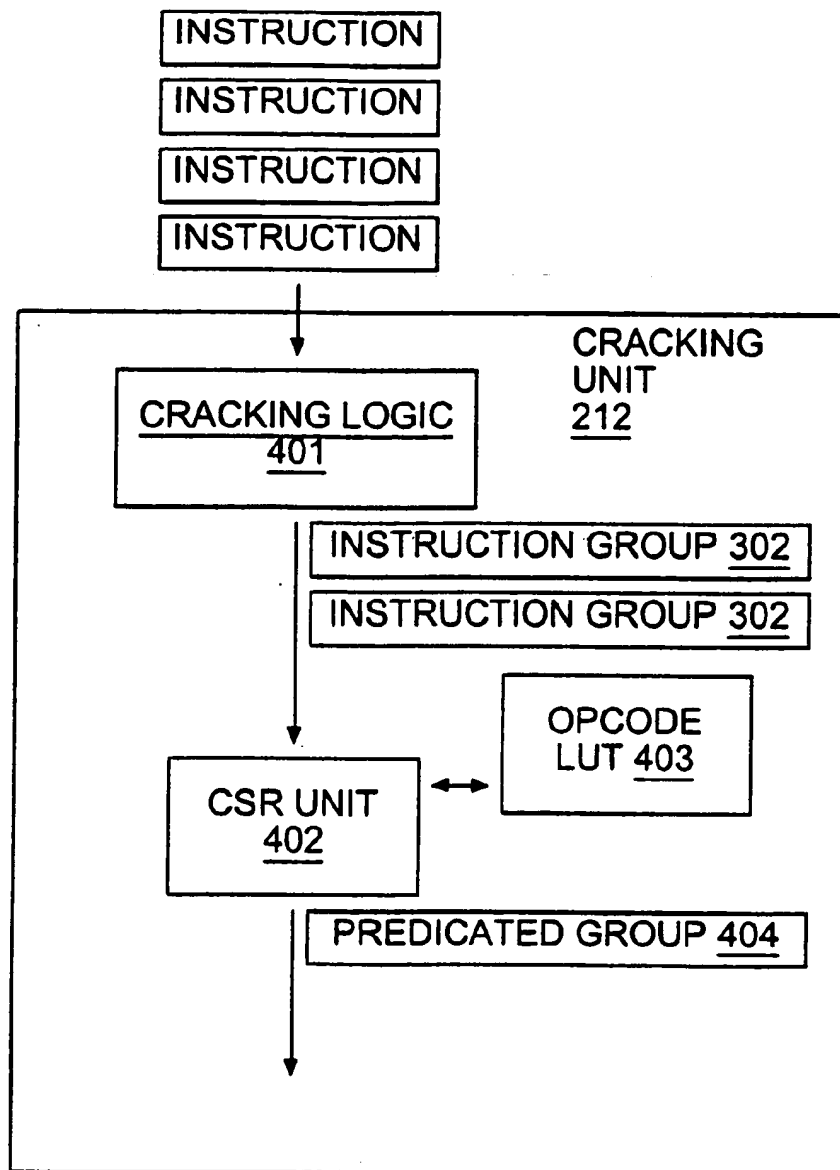 INSTRUCTION
INSTRUCTION
INSTRUCTION
INSTRUCTION
CRACKING
UNIT
212
CRACKING LOGIC
401
INSTRUCTION GROUP 302
INSTRUCTION GROUP 302
OPCODE
LUT 403
CSR UNIT
402
PREDICATED GROUP 404